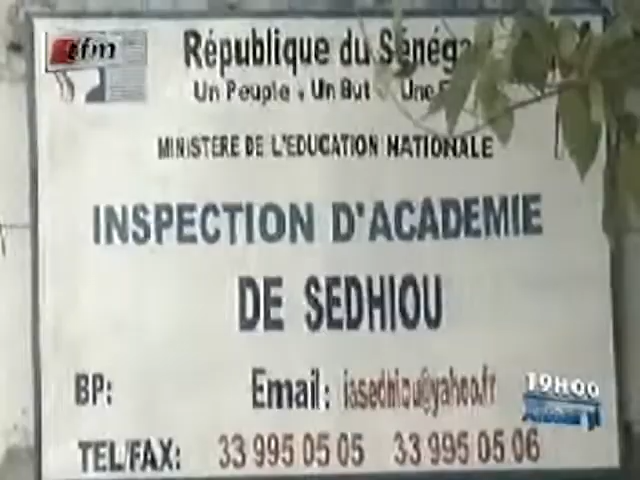 tfm
République du Sénéga
Un Peuple - Un But - Une
MINISTERE DE L'EDUCATION NATIONALE
INSPECTION D'ACADEMIE
DE SEDHIOU
BP: Email: iasedhiou@yahoo.fr
19H00
TEL/FAX: 33 995 05 05 33 995 05 06